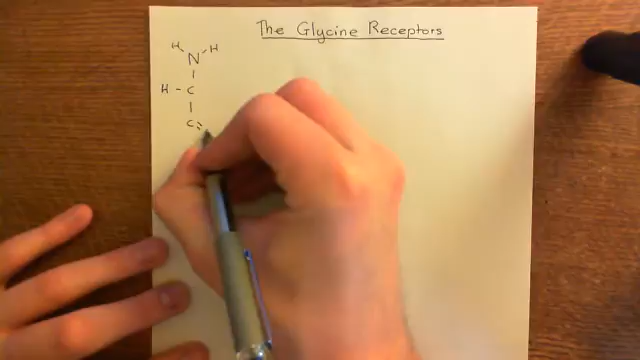 The Glycine Receptors
H H
N
H - C
C